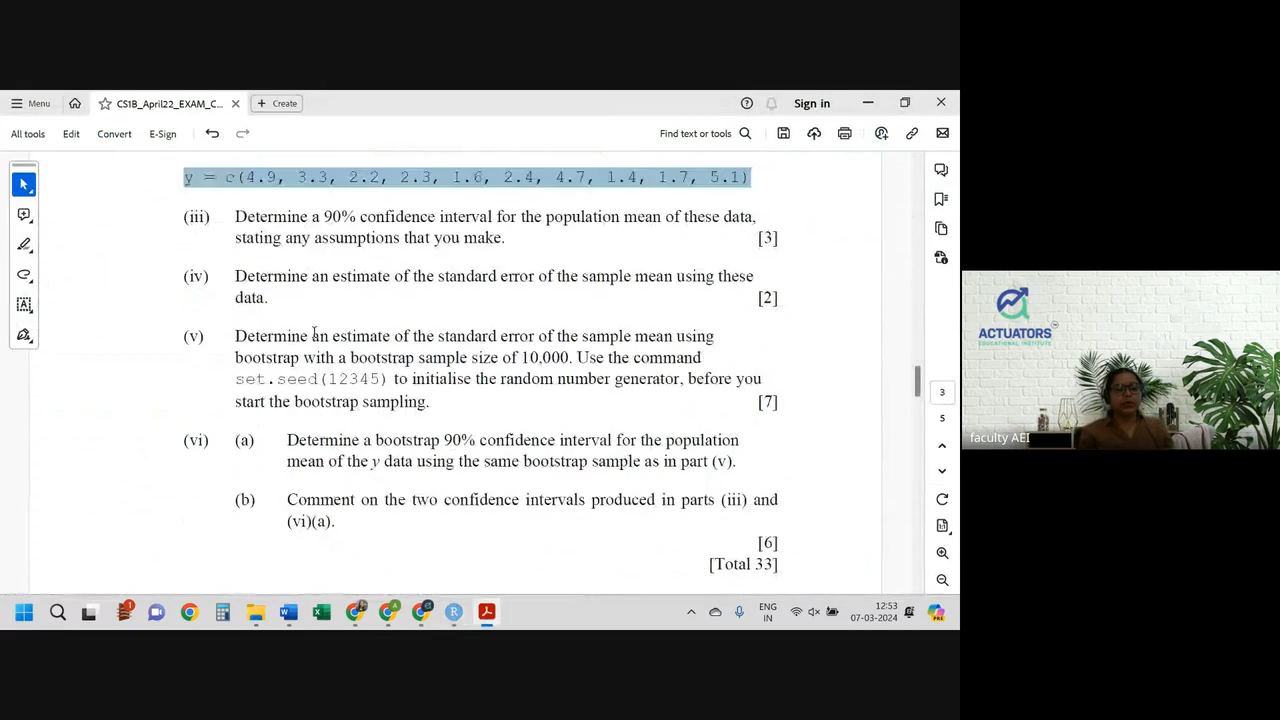 Menu
CS1B_April22_EXAM_C...
Create
Sign in
All tools
Edit
Convert
E-Sign
Find text or tools
y = c(4.9, 3.3, 2.2, 2.3, 1.6, 2.4, 4.7, 1.4, 1.7, 5.1)
(iii) Determine a 90% confidence interval for the population mean of these data,
stating any assumptions that you make. [3]
(iv) Determine an estimate of the standard error of the sample mean using these
data. [2]
(v) Determine an estimate of the standard error of the sample mean using
bootstrap with a bootstrap sample size of 10,000. Use the command
set.seed(12345) to initialise the random number generator, before you
start the bootstrap sampling. [7]
(vi) (a) Determine a bootstrap 90% confidence interval for the population
mean of the y data using the same bootstrap sample as in part (v).
(b) Comment on the two confidence intervals produced in parts (iii) and
(vi)(a).
[6]
[Total 33]
3
5
ACTUATORS
EDUCATIONAL INSTITUTE
faculty AEI
ENG
IN
12:53
07-03-2024